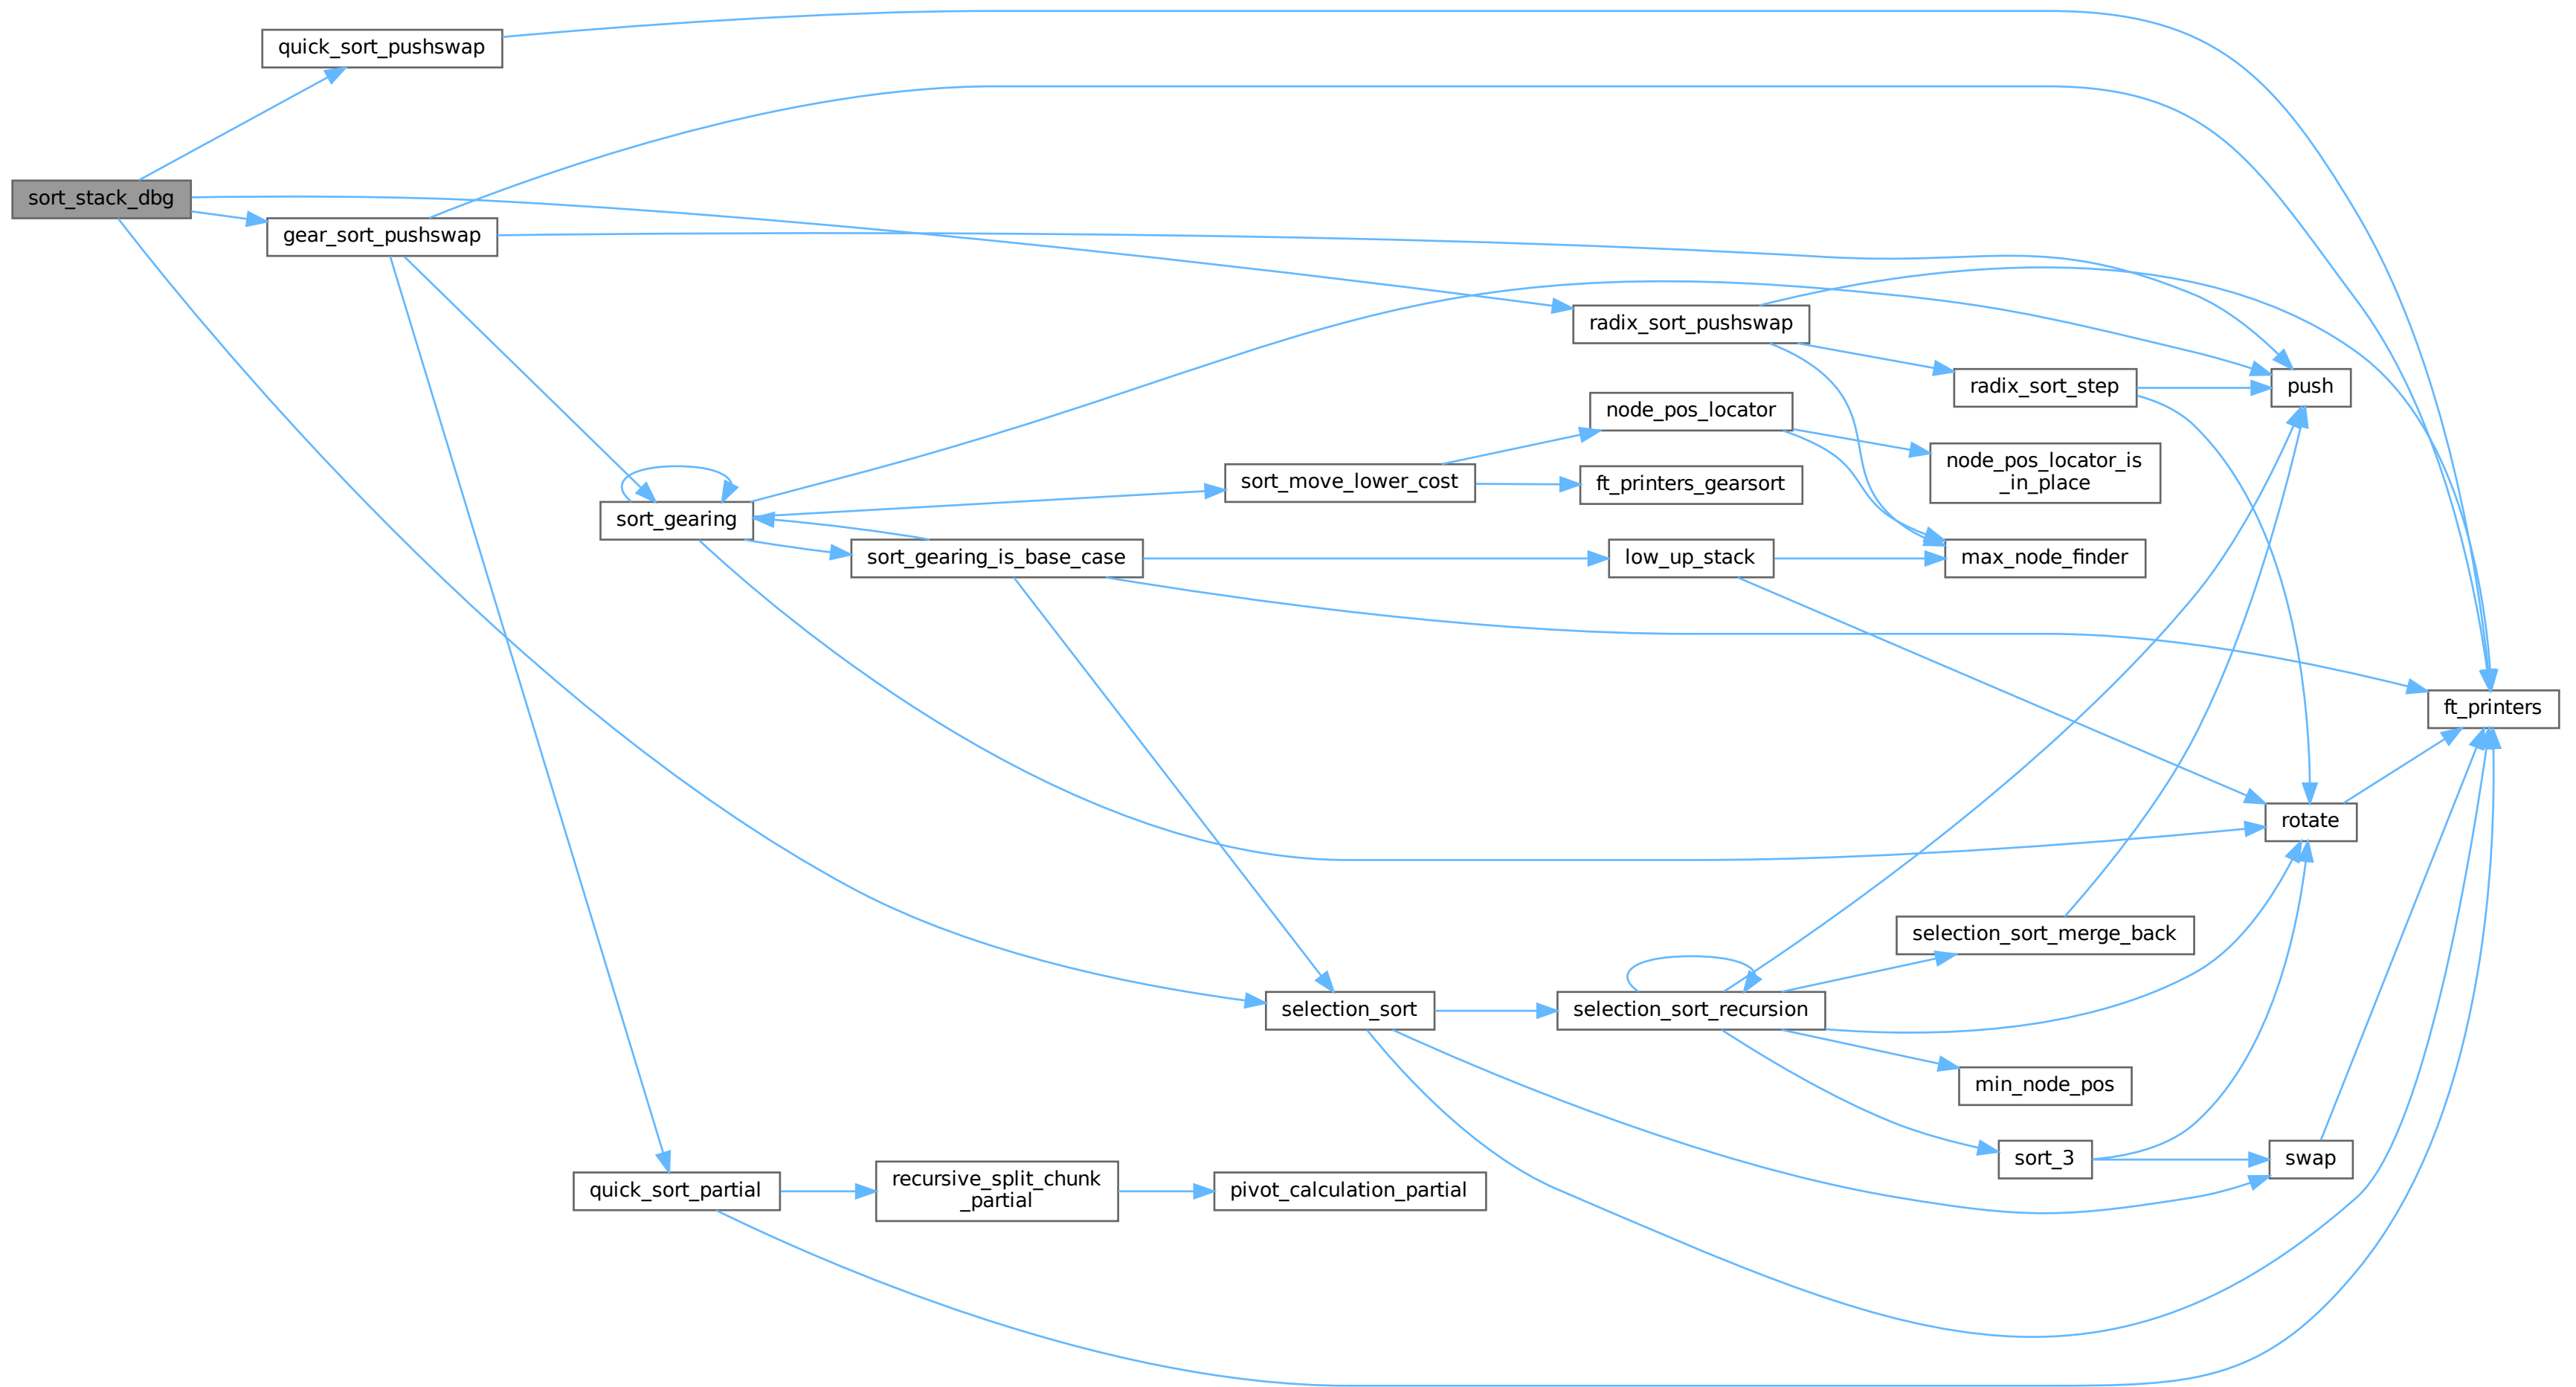 quick_sort_pushswap
sort_stack_dbg
gear_sort_pushswap
radix_sort_pushswap
radix_sort_step
push
node_pos_locator
node_pos_locator_is
_in_place
sort_move_lower_cost
ft_printers_gearsort
sort_gearing
sort_gearing_is_base_case
low_up_stack
max_node_finder
ft_printers
rotate
selection_sort_merge_back
selection_sort
selection_sort_recursion
min_node_pos
sort_3
swap
quick_sort_partial
recursive_split_chunk
_partial
pivot_calculation_partial